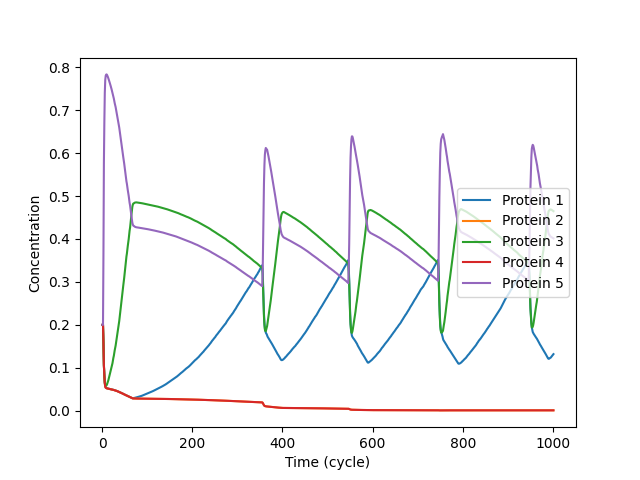 0.8
0.7
0.6
0.5
0.4
0.3
0.2
0.1
0.0
Concentration
0
200
400
600
800
1000
Time (cycle)
Protein 1
Protein 2
Protein 3
Protein 4
Protein 5